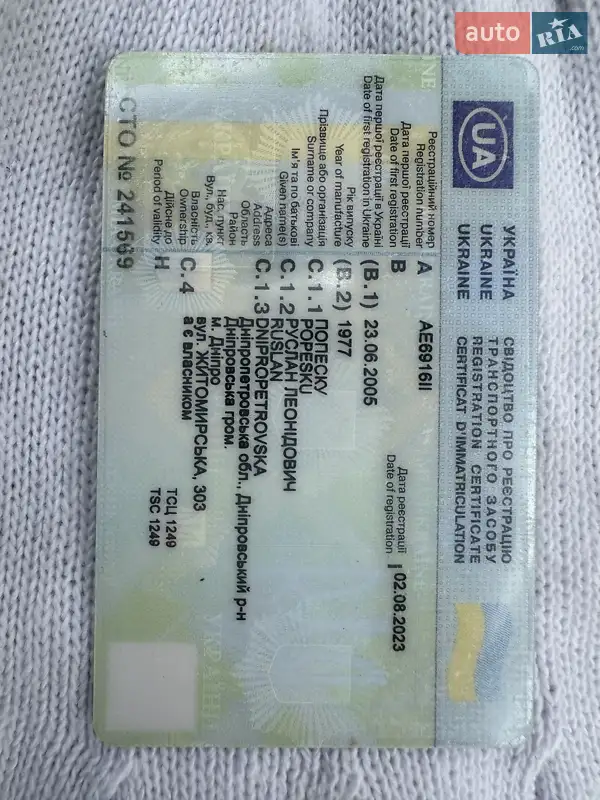 auto RIA .com
UA
УКРАЇНА
UKRAINE
UKRAINE
СВІДОЦТВО ПРО РЕЄСТРАЦІЮ
ТРАНСПОРТНОГО ЗАСОБУ
REGISTRATION CERTIFICATE
CERTIFICAT D'IMMATRICULATION
Реєстраційний номер
Registration number A АЕ6916ІІ
Дата першої реєстрації
Date of first registration B
Дата реєстрації
Date of registration 02.08.2023
Дата першої реєстрації в Україні
Date of first registration in Ukraine (B.1) 23.06.2005
Рік випуску
Year of manufacture (B.2) 1977
Прізвище або організація
Surname or company C.1.1 ПОПЕСКУ
POPESKU
Ім'я та по батькові
Given name(s) C.1.2 РУСЛАН ЛЕОНІДОВИЧ
RUSLAN
Адреса
Address C.1.3 DNIPROPETROVSKA
Область Дніпропетровська обл., Дніпровський р-н
Район Дніпровська гром.
Нас. пункт м. Дніпро
Вул., буд., кв. вул. ЖИТОМИРСЬКА, 303
Власність
Ownership C.4 а є власником
Дійсне до
Period of validity H
ТСЦ 1249
TSC 1249
СТО № 241569